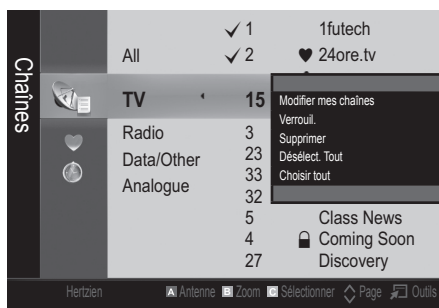 Chaînes
All
TV
Radio
Data/Other
Analogue
1 1futech
2 24ore.tv
15
3
23
33
32
5 Class News
4 Coming Soon
27 Discovery
Modifier mes chaînes
Verrouil.
Supprimer
Désélect. Tout
Choisir tout
Hertzien A Antenne B Zoom C Sélectionner Page Outils